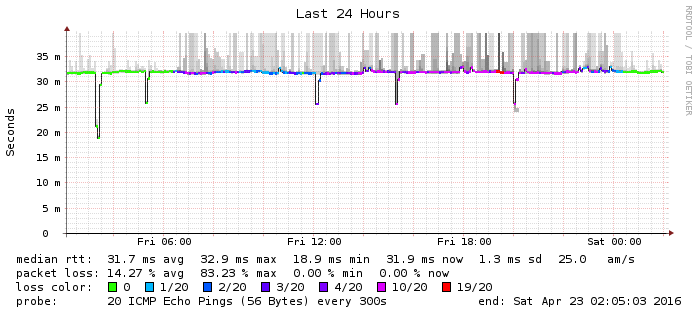 Last 24 Hours
RRDTOOL / TOBI OETIKER
Seconds
35 m
30 m
25 m
20 m
15 m
10 m
5 m
0
Fri 06:00 Fri 12:00 Fri 18:00 Sat 00:00
median rtt: 31.7 ms avg 32.9 ms max 18.9 ms min 31.9 ms now 1.3 ms sd 25.0 am/s
packet loss: 14.27 % avg 83.23 % max 0.00 % min 0.00 % now
loss color: 0 1/20 2/20 3/20 4/20 10/20 19/20
probe: 20 ICMP Echo Pings (56 Bytes) every 300s end: Sat Apr 23 02:05:03 2016